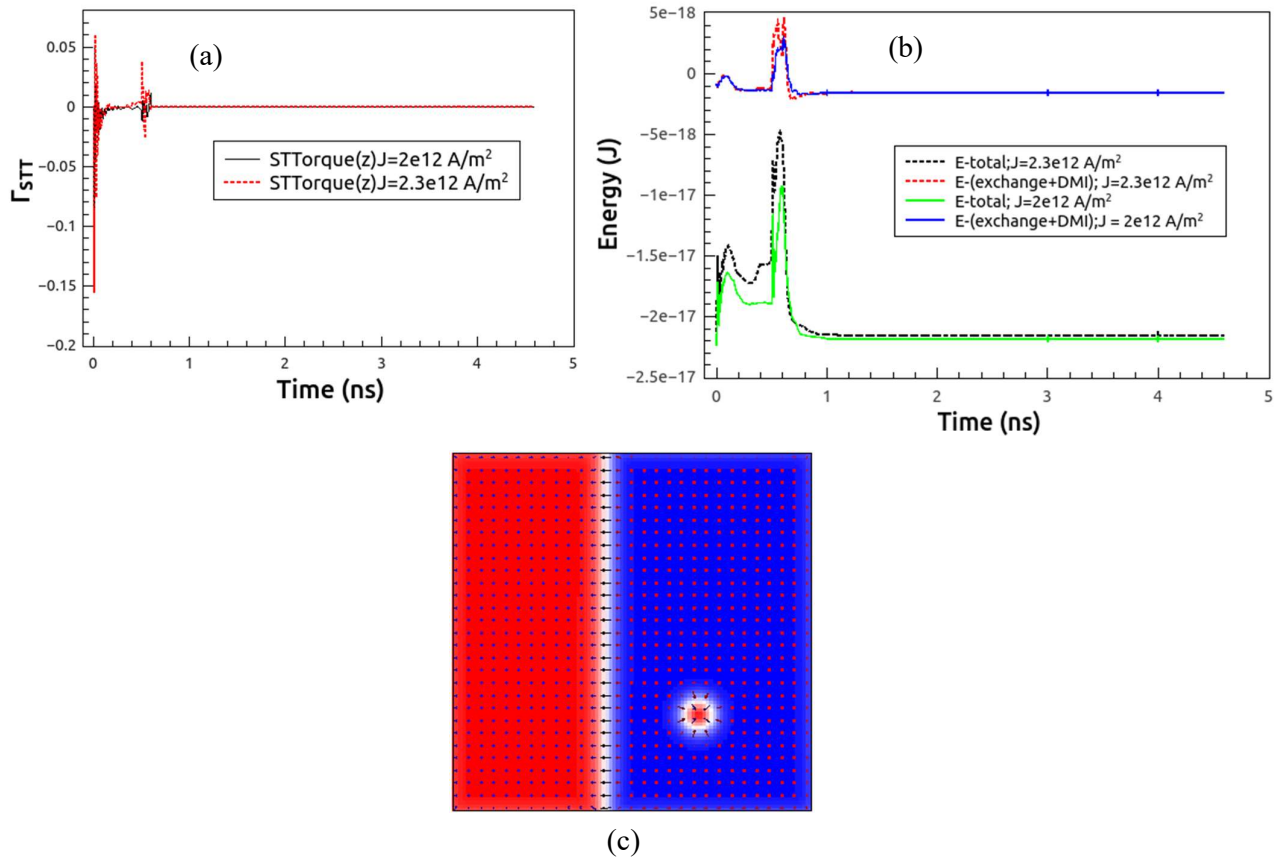 (a)
0.05
0
−0.05
−0.1
−0.15
−0.2
Γ_STT
STTorque(z)J=2e12 A/m²
STTorque(z)J=2.3e12 A/m²
0 1 2 3 4 5
Time (ns)
(b)
5e-18
0
−5e-18
−1e-17
−1.5e-17
−2e-17
−2.5e-17
Energy (J)
E-total;J=2.3e12 A/m²
E-(exchange+DMI); J=2.3e12 A/m²
E-total; J=2e12 A/m²
E-(exchange+DMI);J = 2e12 A/m²
0 1 2 3 4 5
Time (ns)
(c)